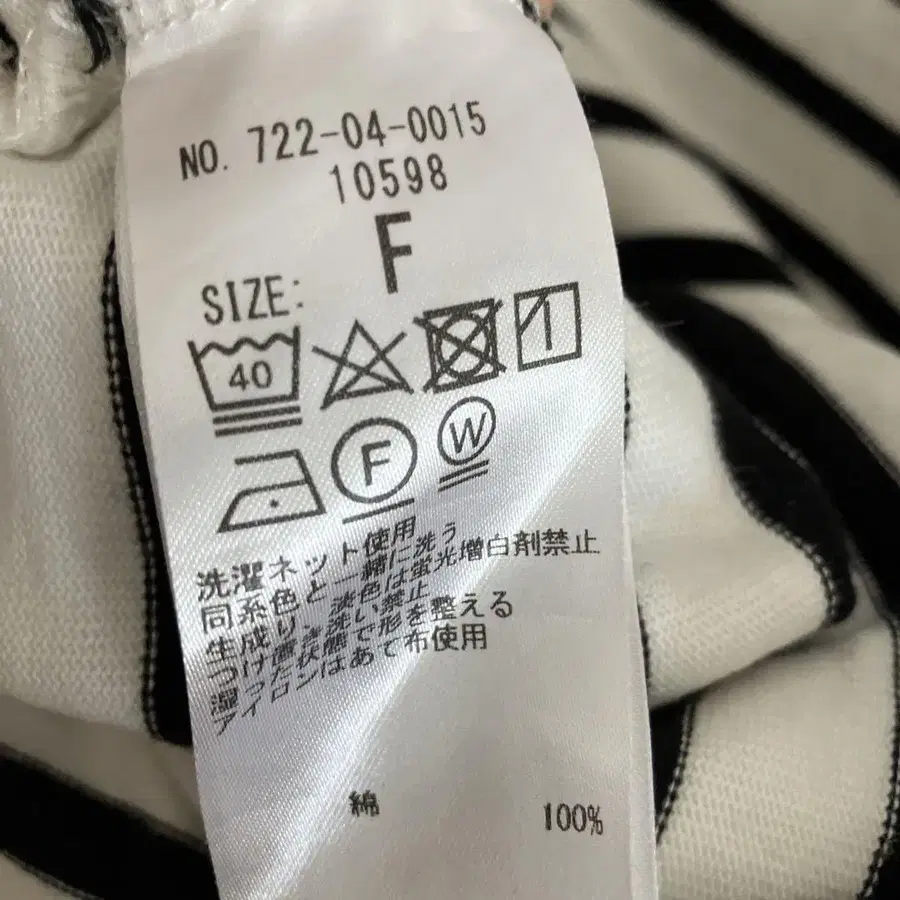 NO. 722-04-0015
10598
SIZE: F
40
F W
洗濯ネット使用
同系色と一緒に洗う
生成り、淡色は蛍光増白剤禁止
つけ置き洗い禁止
湿った状態で形を整える
アイロンはあて布使用
綿 100%